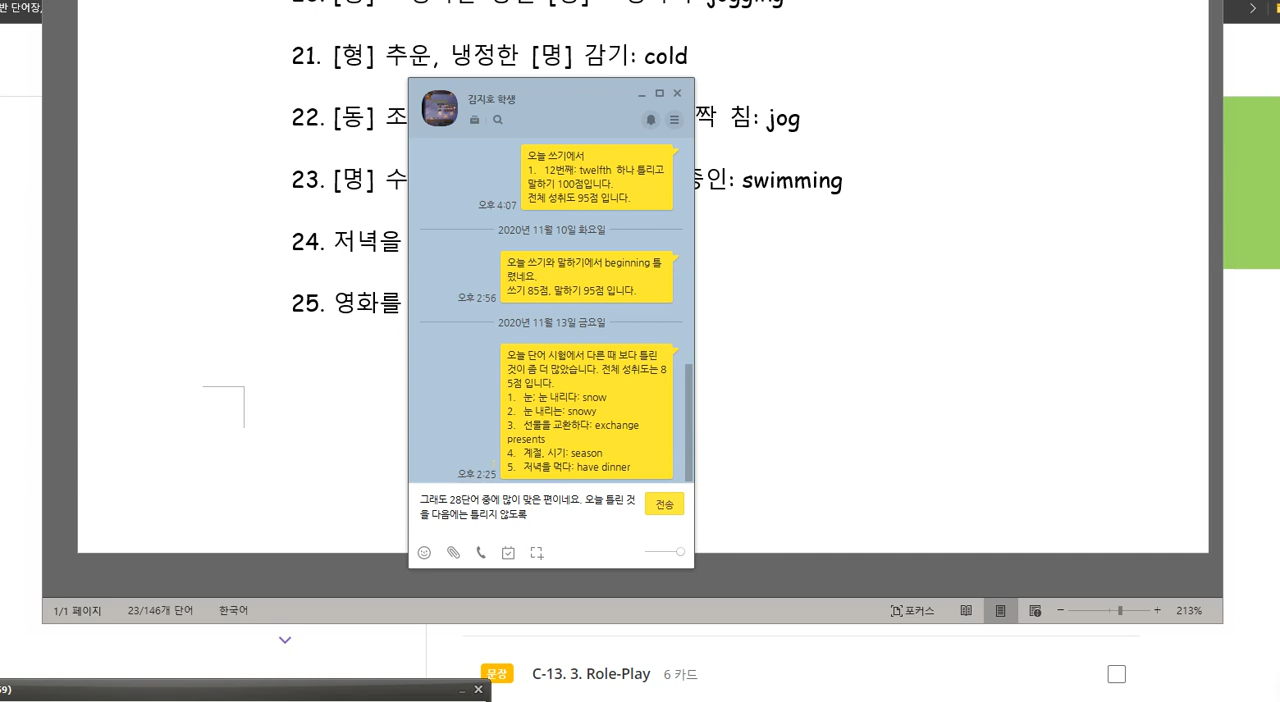 반 단어장,
jogging
21. [형] 추운, 냉정한 [명] 감기: cold
22. [동] 조
짝 침: jog
23. [명] 수
swimming
24. 저녁을
25. 영화를
김지호 학생
오늘 쓰기에서
1. 12번째: twelfth 하나 틀리고
말하기 100점입니다.
전체 성취도 95점 입니다.
오후 4:07
2020년 11월 10일 화요일
오늘 쓰기와 말하기에서 beginning 틀
렸네요.
쓰기 85점, 말하기 95점 입니다.
오후 2:56
2020년 11월 13일 금요일
오늘 단어 시험에서 다른 때 보다 틀린
것이 좀 더 많았습니다. 전체 성취도는 8
5점 입니다.
1. 눈; 눈 내리다: snow
2. 눈 내리는: snowy
3. 선물을 교환하다: exchange
presents
4. 계절, 시기: season
5. 저녁을 먹다: have dinner
오후 2:25
그래도 28단어 중에 많이 맞은 편이네요. 오늘 틀린 것
을 다음에는 틀리지 않도록
전송
1/1 페이지 23/146개 단어 한국어 포커스 213%
문장 C-13. 3. Role-Play 6 카드